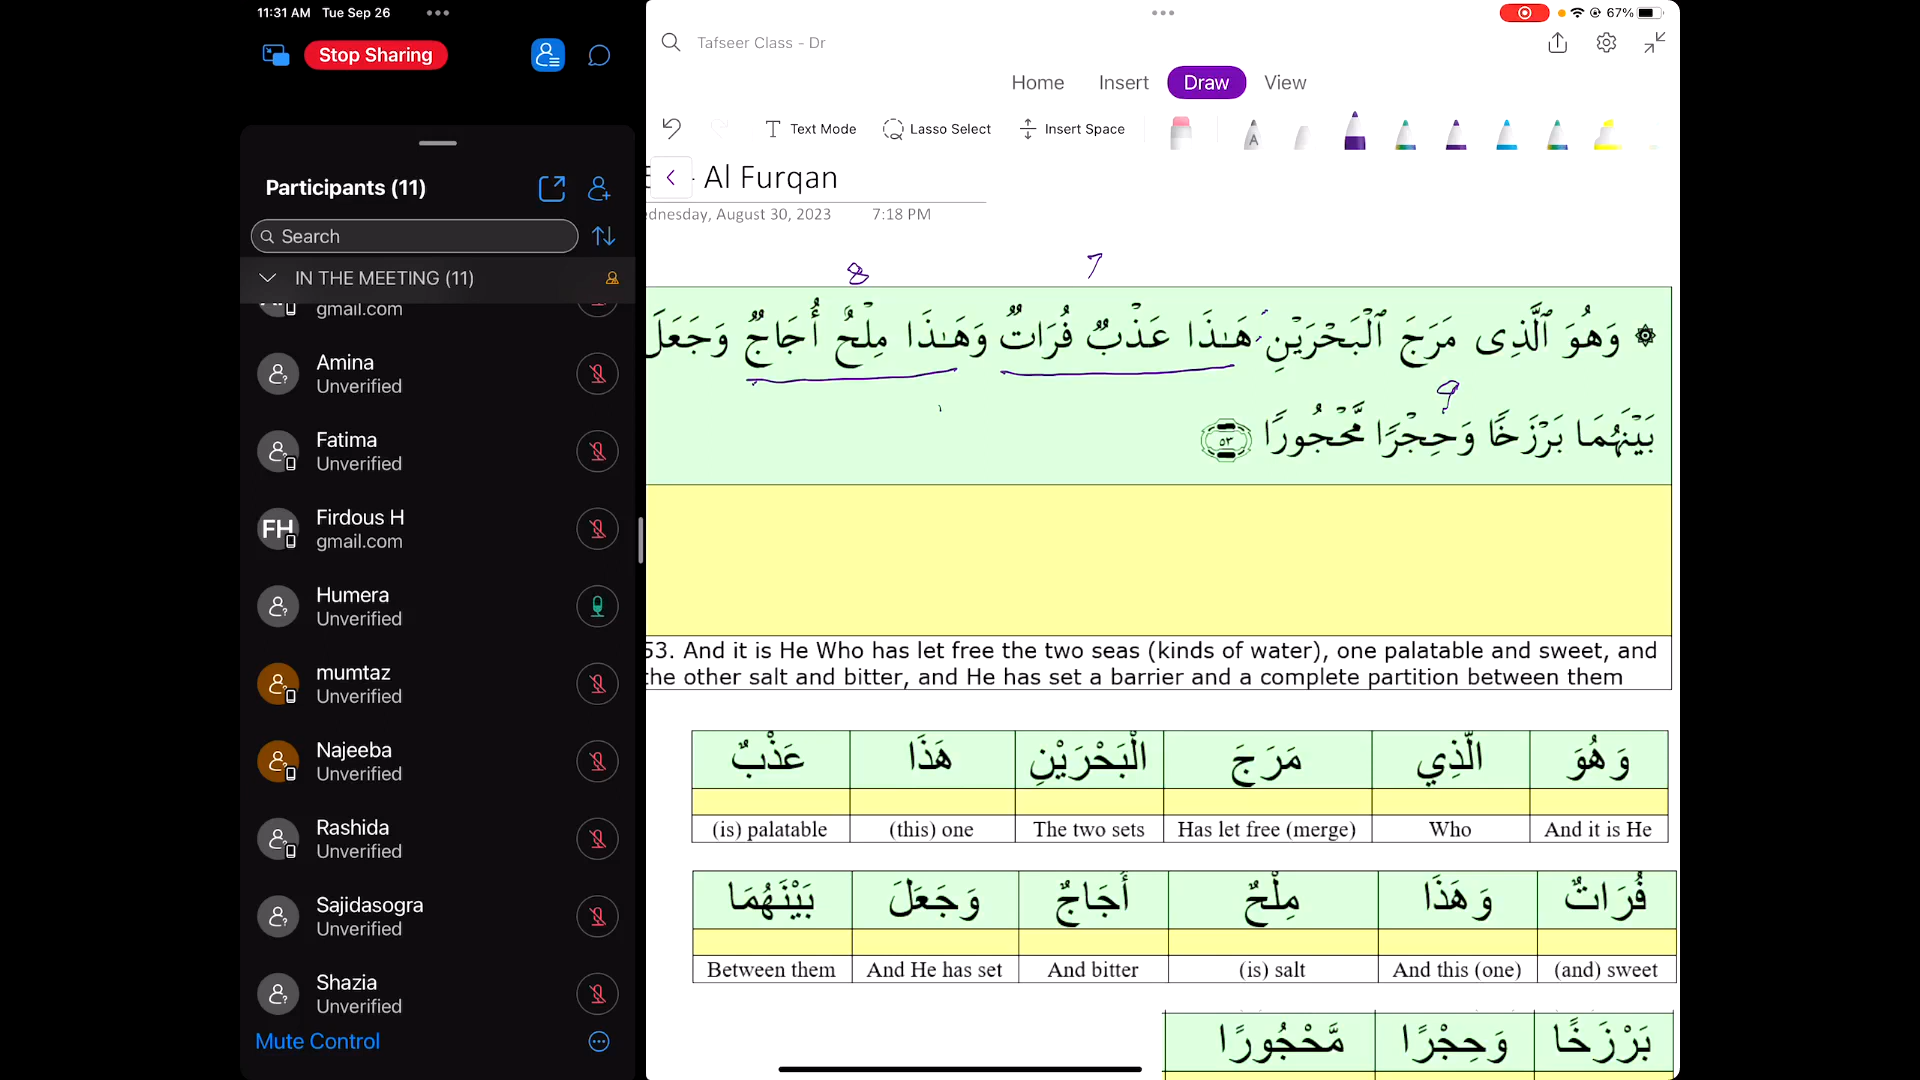 11:31 AM Tue Sep 26
Stop Sharing
Participants (11)
Search
IN THE MEETING (11)
gmail.com
Amina
Unverified
Fatima
Unverified
FH
Firdous H
gmail.com
Humera
Unverified
mumtaz
Unverified
Najeeba
Unverified
Rashida
Unverified
Sajidasogra
Unverified
Shazia
Unverified
Mute Control
67%
Tafseer Class - Dr
Home Insert Draw View
Text Mode Lasso Select Insert Space
A
- Al Furqan
ednesday, August 30, 2023 7:18 PM
8 7
۞ وَهُوَ ٱلَّذِى مَرَجَ ٱلْبَحْرَيْنِ هَـٰذَا عَذْبٌ فُرَاتٌ وَهَـٰذَا مِلْحٌ أُجَاجٌ وَجَعَلَ
9
بَيْنَهُمَا بَرْزَخًا وَحِجْرًا مَّحْجُورًا ٥٣
53. And it is He Who has let free the two seas (kinds of water), one palatable and sweet, and
the other salt and bitter, and He has set a barrier and a complete partition between them
وَهُوَ الَّذِي مَرَجَ الْبَحْرَيْنِ هَذَا عَذْبٌ
(is) palatable (this) one The two sets Has let free (merge) Who And it is He
فُرَاتٌ وَهَذَا مِلْحٌ أُجَاجٌ وَجَعَلَ بَيْنَهُمَا
Between them And He has set And bitter (is) salt And this (one) (and) sweet
بَرْزَخًا وَحِجْرًا مَّحْجُورًا